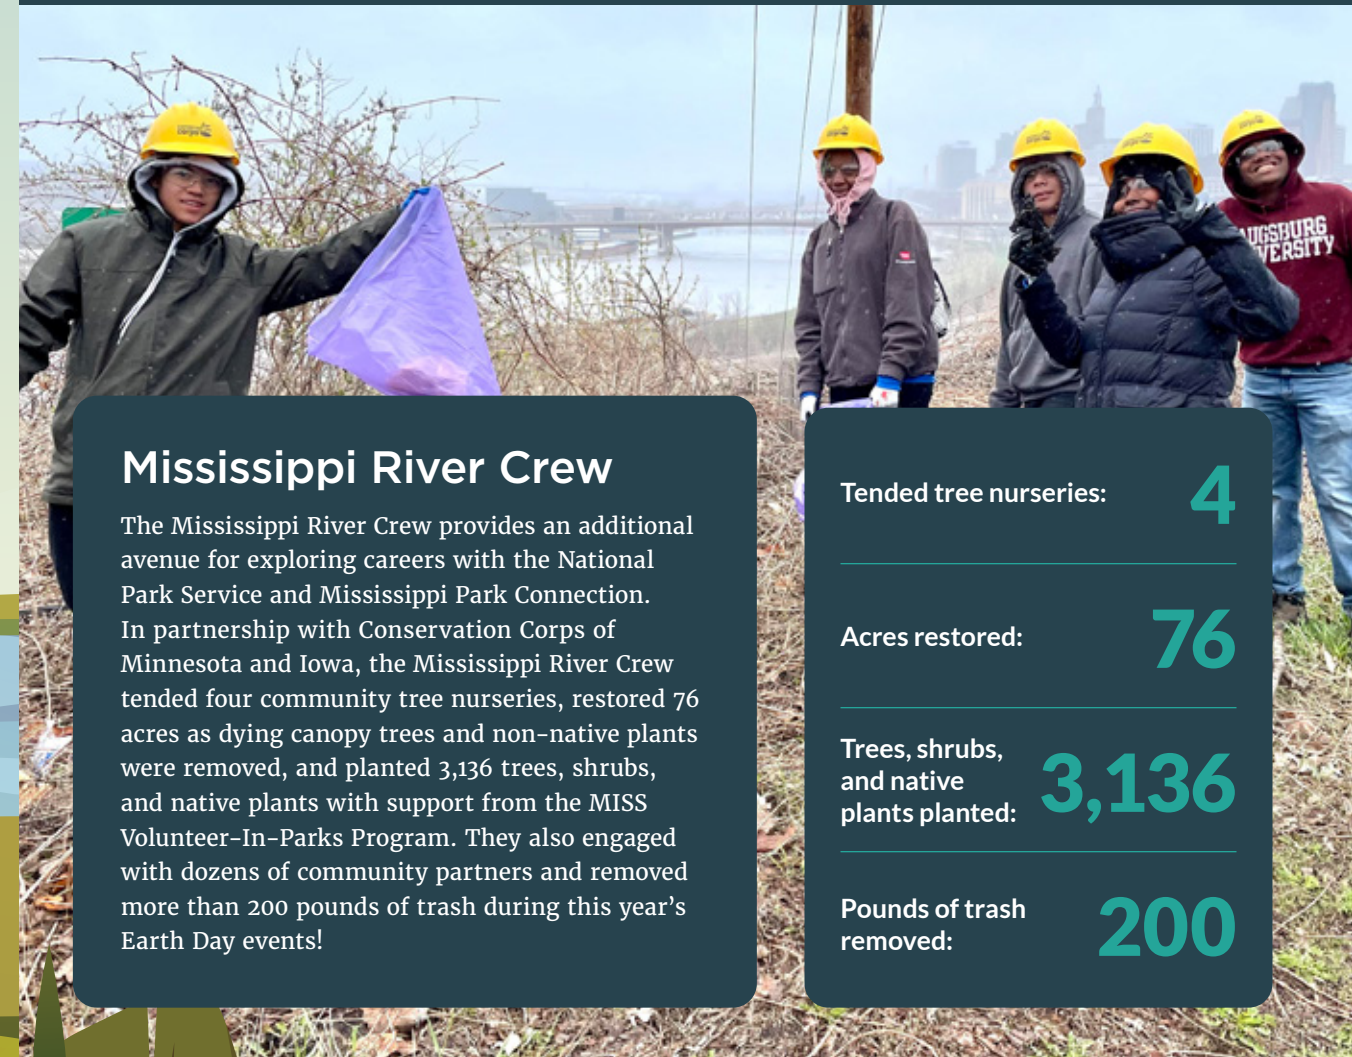 AUGSBURG
Mississippi River Crew
The Mississippi River Crew provides an additional
avenue for exploring careers with the National
Park Service and Mississippi Park Connection.
In partnership with Conservation Corps of
Minnesota and Iowa, the Mississippi River Crew
tended four community tree nurseries, restored 76
acres as dying canopy trees and non-native plants
were removed, and planted 3,136 trees, shrubs,
and native plants with support from the MISS
Volunteer-In-Parks Program. They also engaged
with dozens of community partners and removed
more than 200 pounds of trash during this year’s
Earth Day events!
Tended tree nurseries: 4
Acres restored: 76
Trees, shrubs,
and native
plants planted: 3,136
Pounds of trash
removed: 200